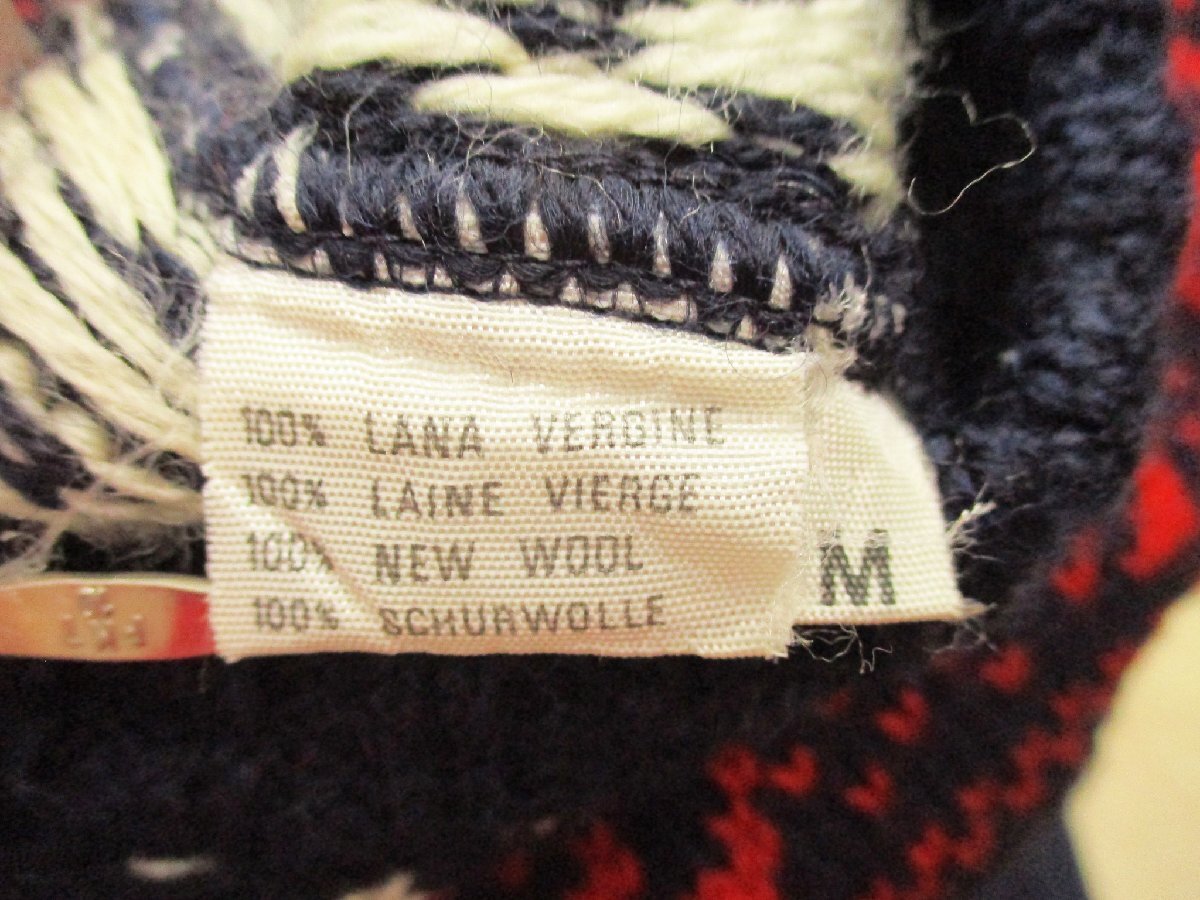 100% LANA VERGINE
100% LAINE VIERGE
100% NEW WOOL
100% SCHURWOLLE
M